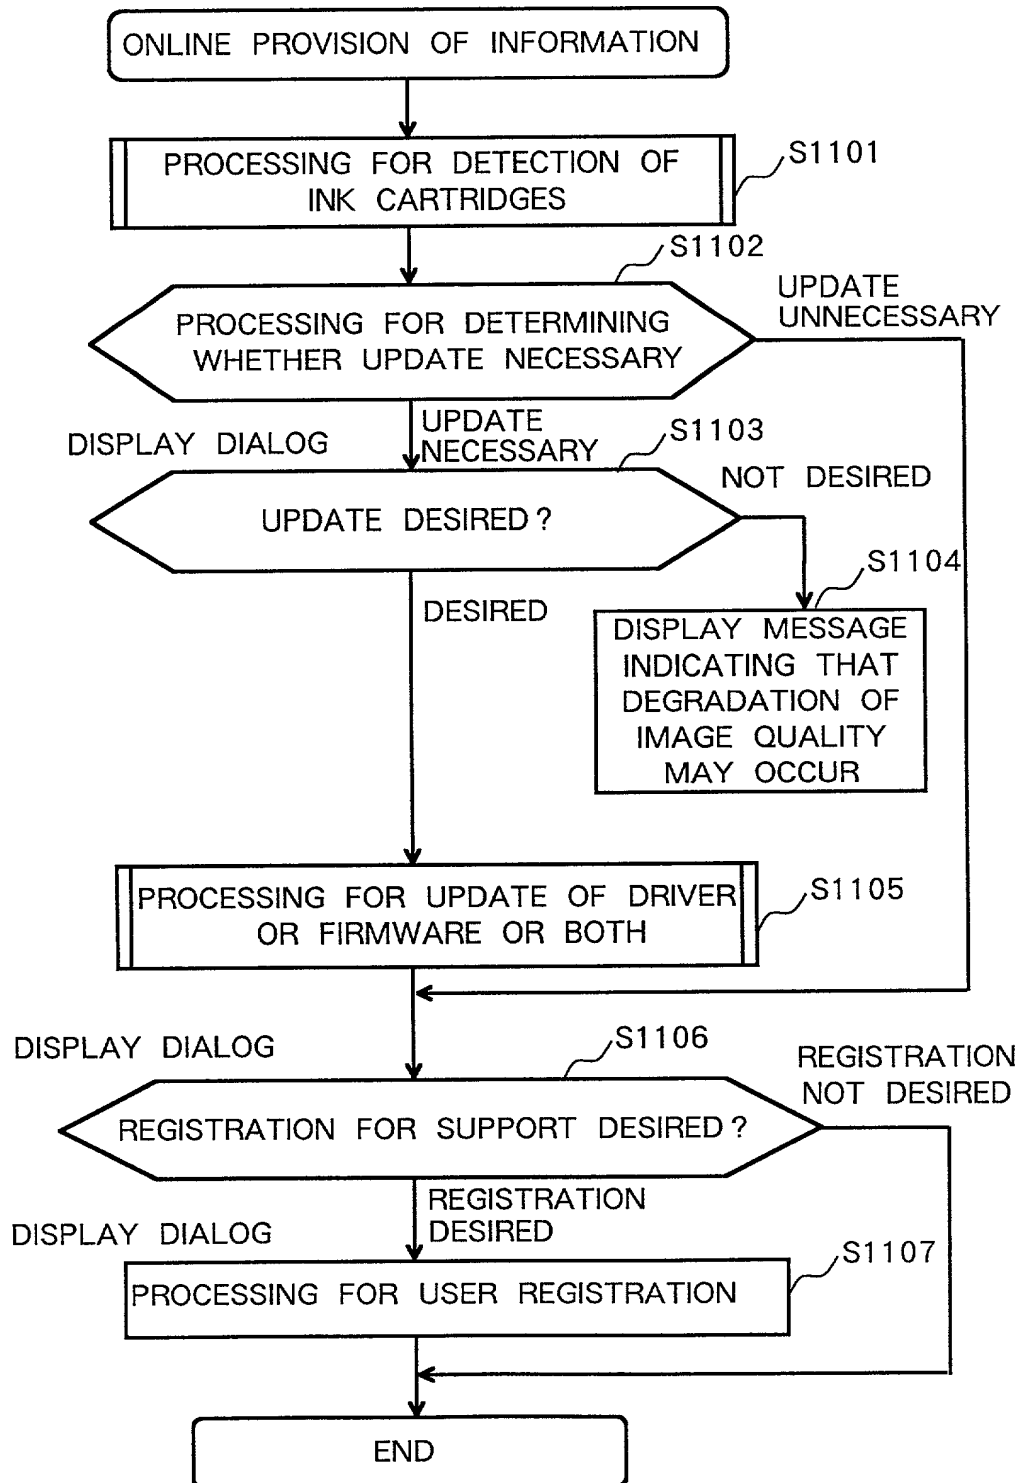 ONLINE PROVISION OF INFORMATION
PROCESSING FOR DETECTION OF
INK CARTRIDGES
S1101
S1102
UPDATE
UNNECESSARY
PROCESSING FOR DETERMINING
WHETHER UPDATE NECESSARY
UPDATE
NECESSARY
DISPLAY DIALOG
S1103
NOT DESIRED
UPDATE DESIRED?
S1104
DESIRED
DISPLAY MESSAGE
INDICATING THAT
DEGRADATION OF
IMAGE QUALITY
MAY OCCUR
PROCESSING FOR UPDATE OF DRIVER
OR FIRMWARE OR BOTH
S1105
DISPLAY DIALOG
S1106
REGISTRATION
NOT DESIRED
REGISTRATION FOR SUPPORT DESIRED?
REGISTRATION
DESIRED
DISPLAY DIALOG
S1107
PROCESSING FOR USER REGISTRATION
END